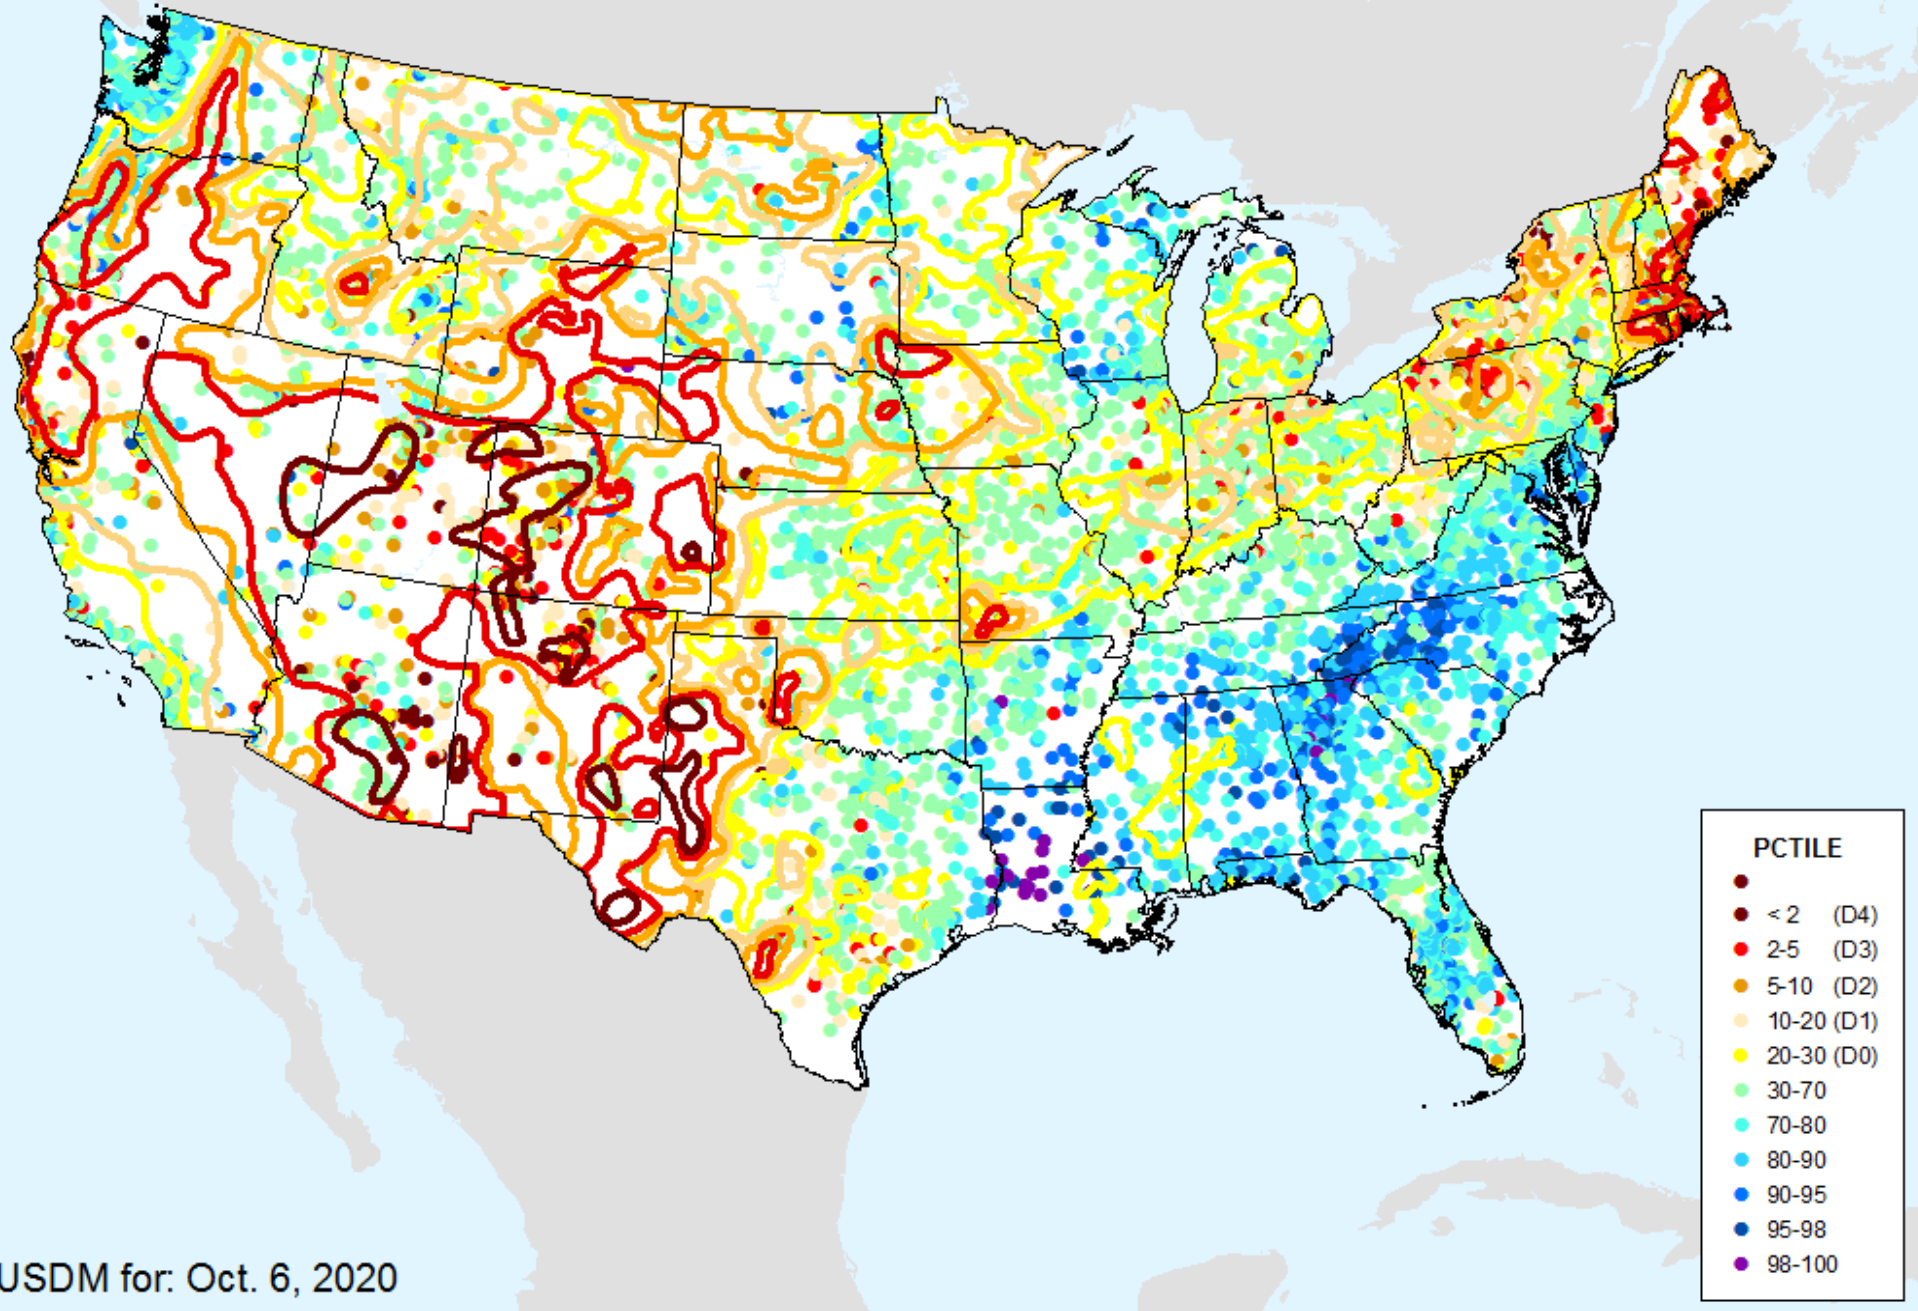 PCTILE
< 2 (D4)
2-5 (D3)
5-10 (D2)
10-20 (D1)
20-30 (D0)
30-70
70-80
80-90
90-95
95-98
98-100
USDM for: Oct. 6, 2020